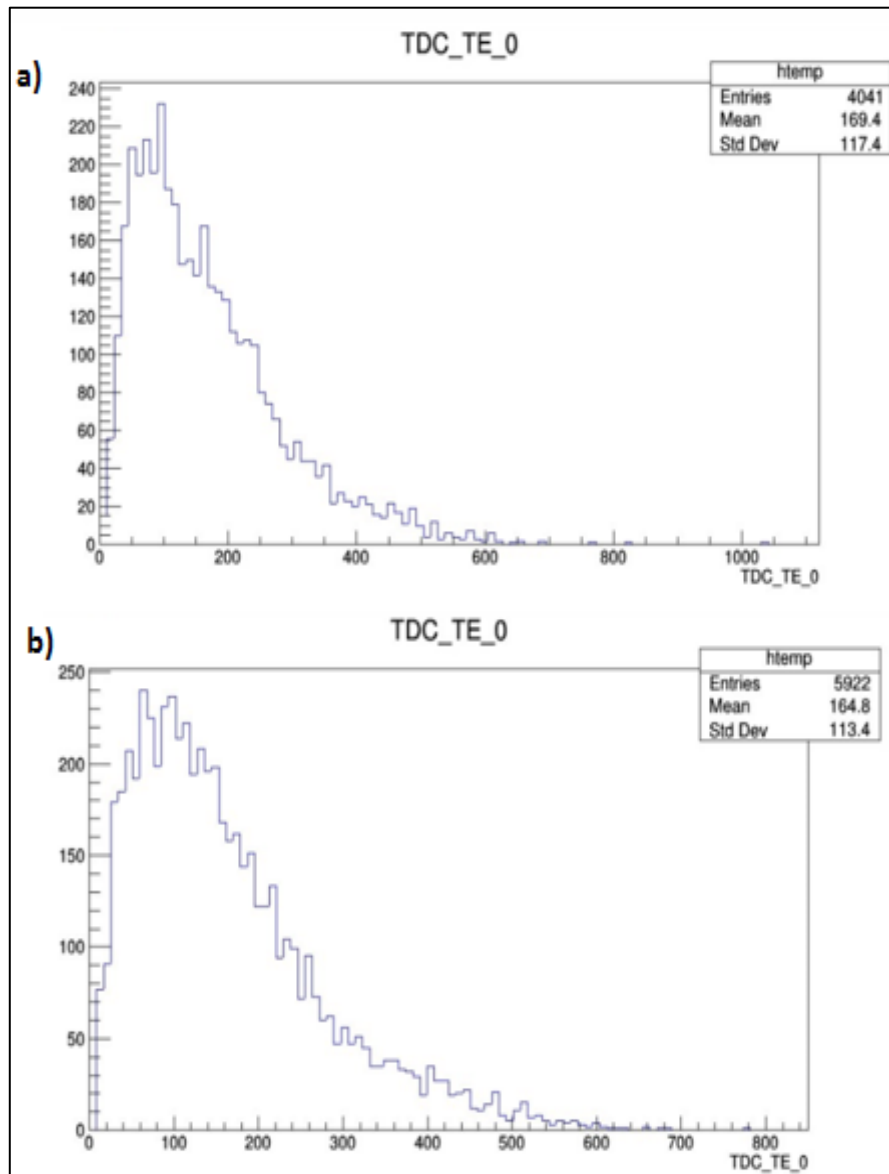 a)
TDC_TE_0
htemp
Entries 4041
Mean 169.4
Std Dev 117.4
240
220
200
180
160
140
120
100
80
60
40
20
0
0 200 400 600 800 1000
TDC_TE_0
b)
TDC_TE_0
htemp
Entries 5922
Mean 164.8
Std Dev 113.4
250
200
150
100
50
0
0 100 200 300 400 500 600 700 800
TDC_TE_0